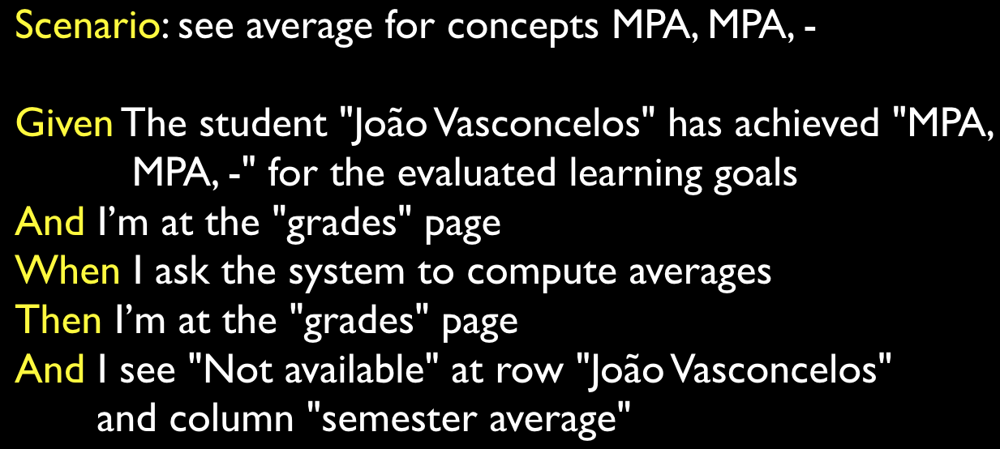 Scenario: see average for concepts MPA, MPA, -
Given The student "João Vasconcelos" has achieved "MPA,
MPA, -" for the evaluated learning goals
And I’m at the "grades" page
When I ask the system to compute averages
Then I’m at the "grades" page
And I see "Not available" at row "João Vasconcelos"
and column "semester average"